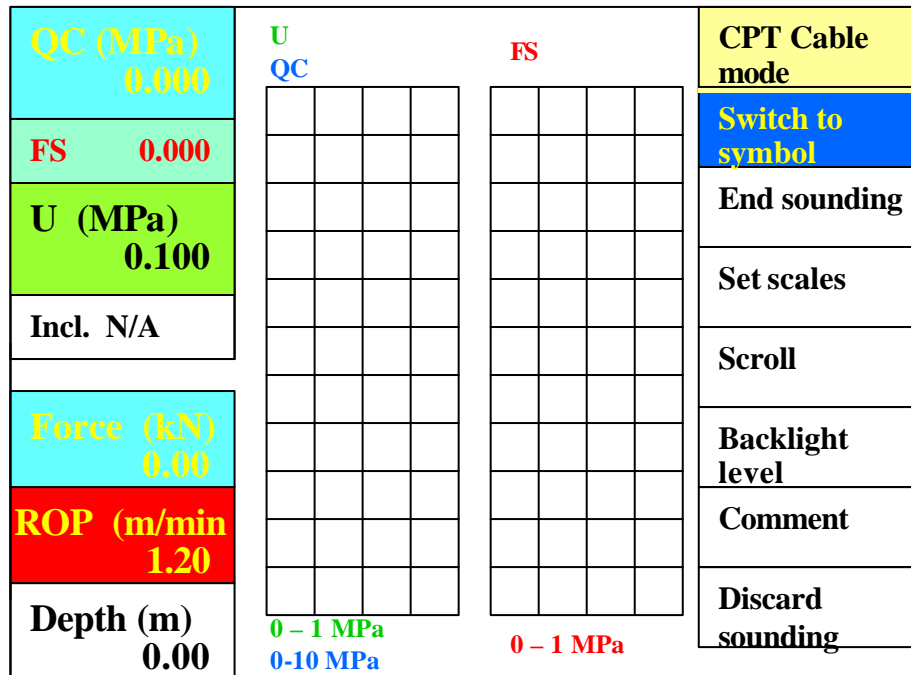 QC (MPa)
0.000
FS 0.000
U (MPa)
0.100
Incl. N/A
Force (kN)
0.00
ROP (m/min
1.20
Depth (m)
0.00
U
QC
0 – 1 MPa
0-10 MPa
FS
0 – 1 MPa
CPT Cable
mode
Switch to
symbol
End sounding
Set scales
Scroll
Backlight
level
Comment
Discard
sounding